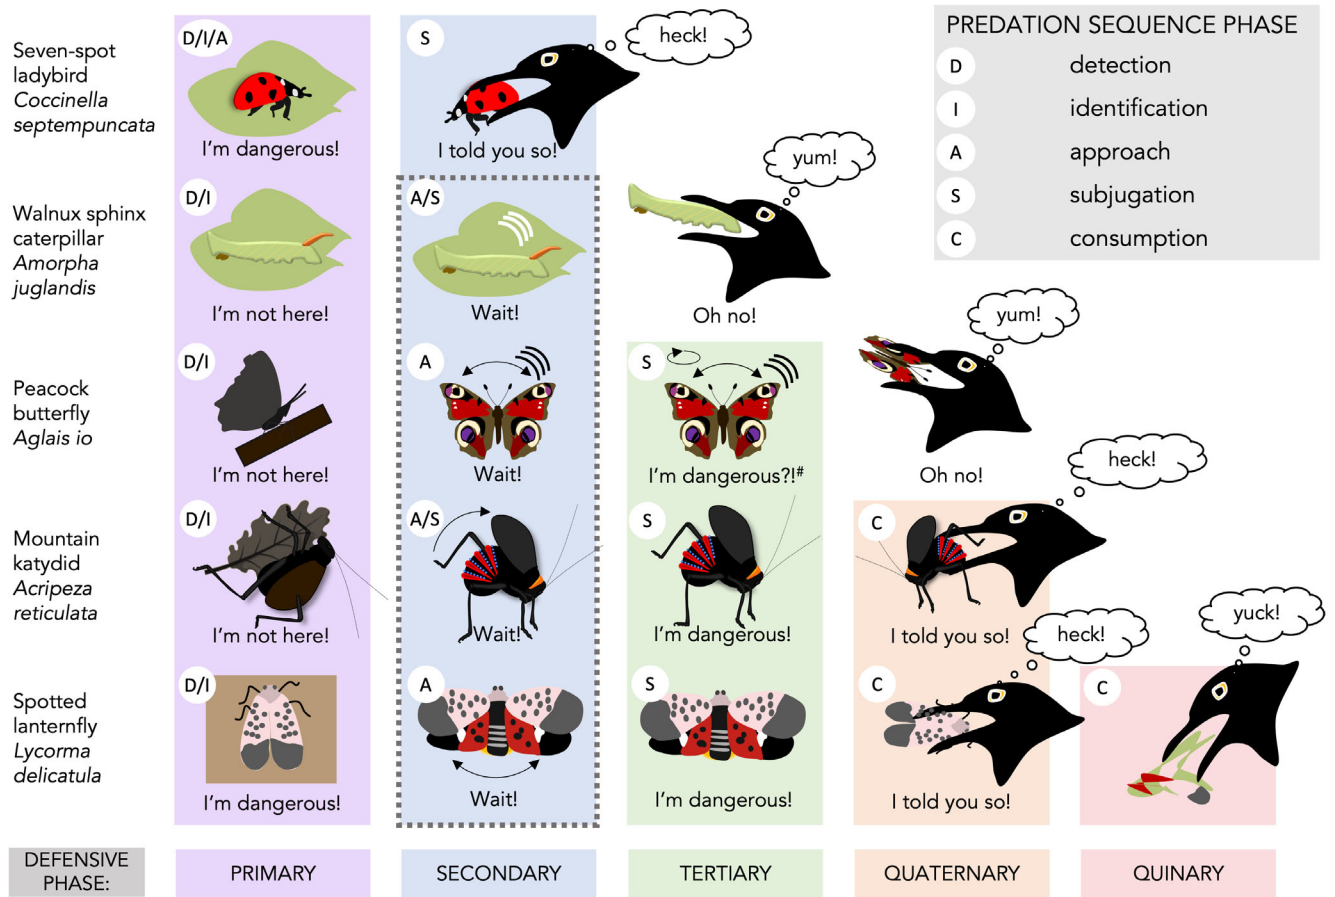 PREDATION SEQUENCE PHASE
D detection
I identification
A approach
S subjugation
C consumption
Seven-spot
ladybird
Coccinella
septempuncata
D/I/A
I'm dangerous!
S
heck!
I told you so!
Walnux sphinx
caterpillar
Amorpha
juglandis
D/I
I'm not here!
A/S
Wait!
yum!
Oh no!
Peacock
butterfly
Aglais io
D/I
I'm not here!
A
Wait!
S
I'm dangerous?!#
yum!
Oh no!
Mountain
katydid
Acripeza
reticulata
D/I
I'm not here!
A/S
Wait!
S
I'm dangerous!
C
heck!
I told you so!
Spotted
lanternfly
Lycorma
delicatula
D/I
I'm dangerous!
A
Wait!
S
I'm dangerous!
C
heck!
I told you so!
C
yuck!
DEFENSIVE
PHASE:
PRIMARY
SECONDARY
TERTIARY
QUATERNARY
QUINARY